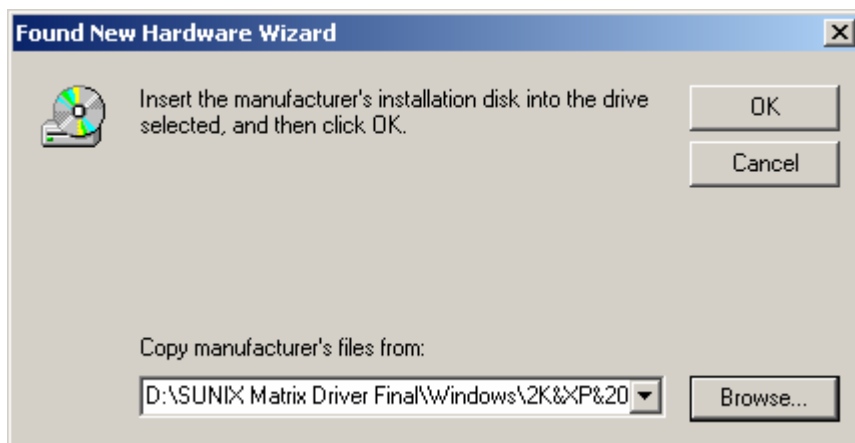 Found New Hardware Wizard
Insert the manufacturer's installation disk into the drive
selected, and then click OK.
OK
Cancel
Copy manufacturer's files from:
D:\SUNIX Matrix Driver Final\Windows\2K&XP&20
Browse...